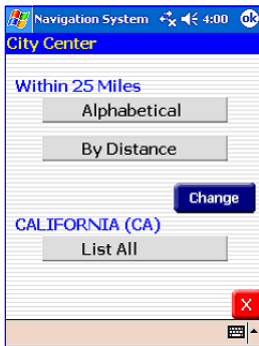 Navigation System 4:00 ok
City Center
Within 25 Miles
Alphabetical
By Distance
Change
CALIFORNIA (CA)
List All
X